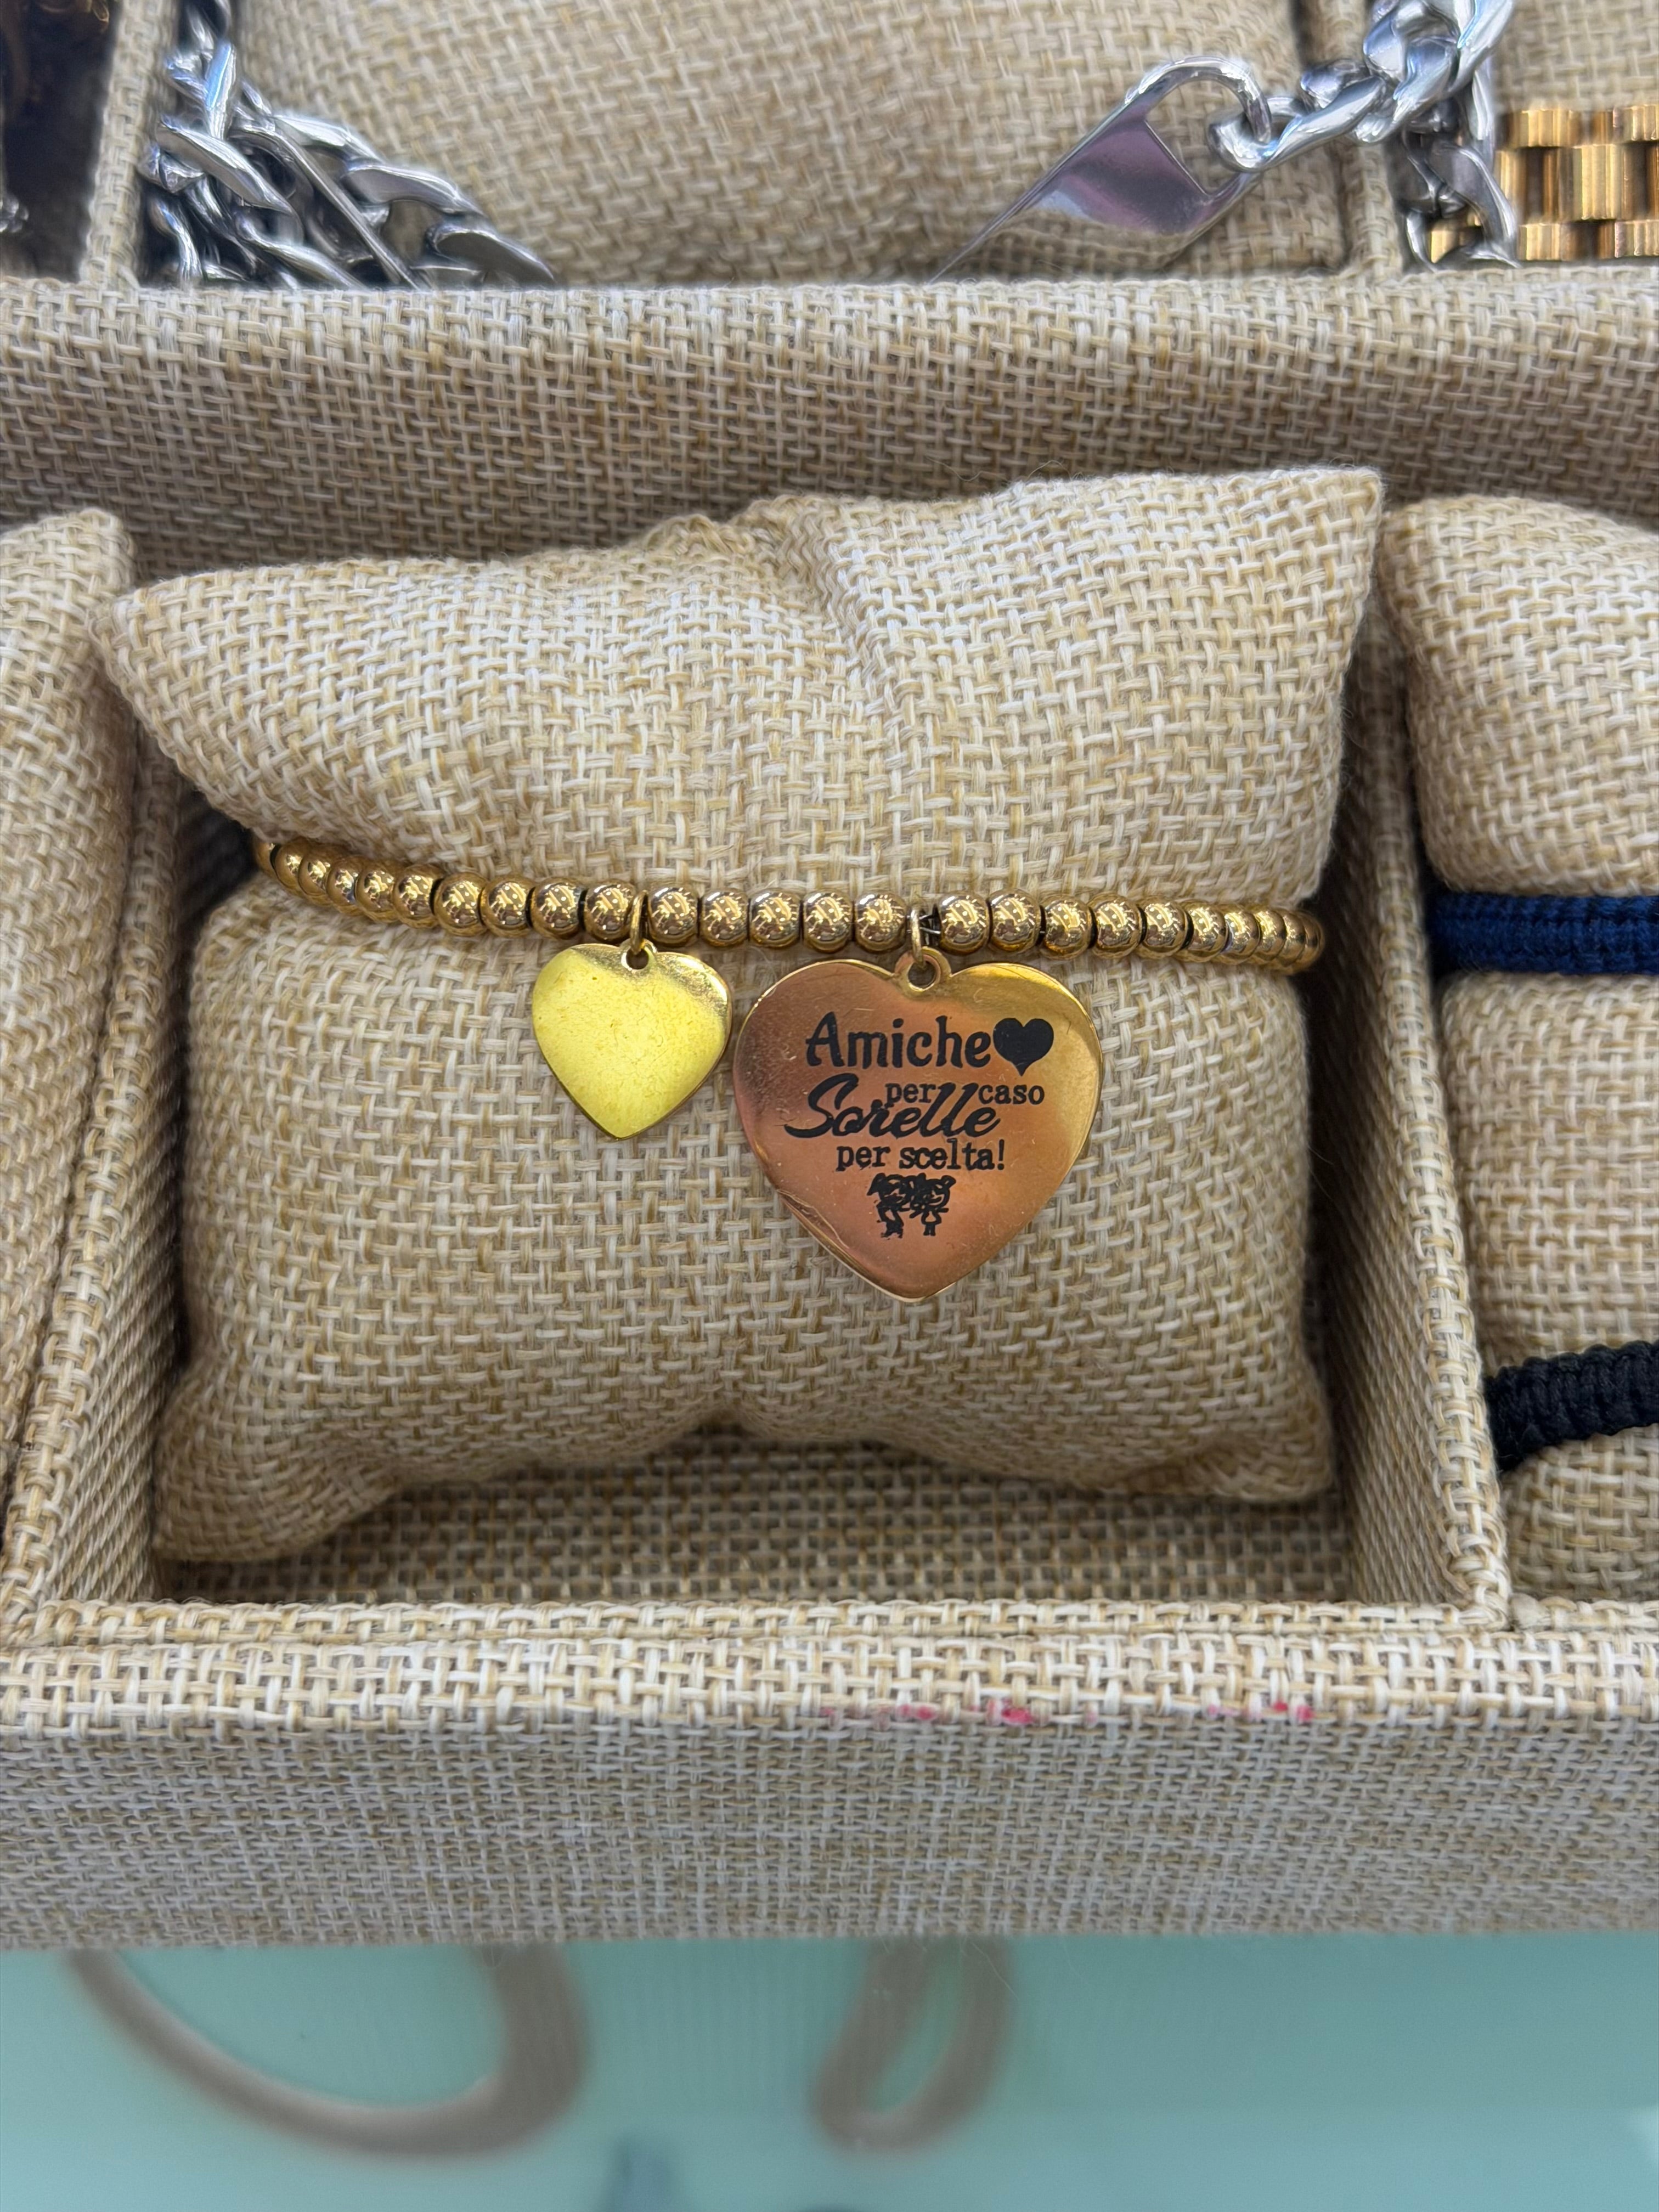 Amiche
per caso
Sorelle
per scelta!